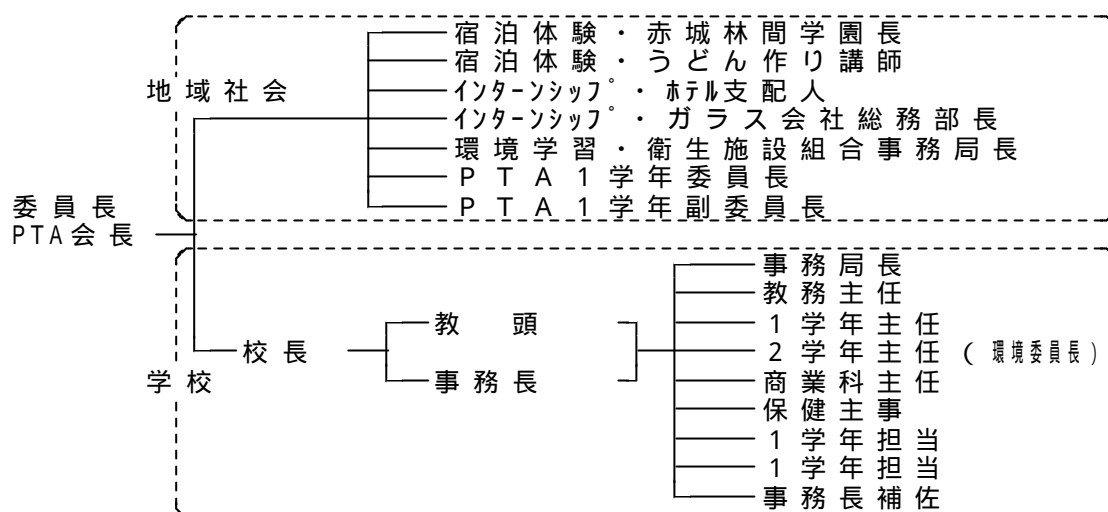 宿泊体験・赤城林間学園長
宿泊体験・うどん作り講師
地域社会
インターンシップ・ホテル支配人
インターンシップ・ガラス会社総務部長
環境学習・衛生施設組合事務局長
PTA1学年委員長
PTA1学年副委員長
委員長
PTA会長
事務局長
教務主任
教 頭
1学年主任
校長
2学年主任(環境委員長)
学校
事務長
商業科主任
保健主事
1学年担当
1学年担当
事務長補佐